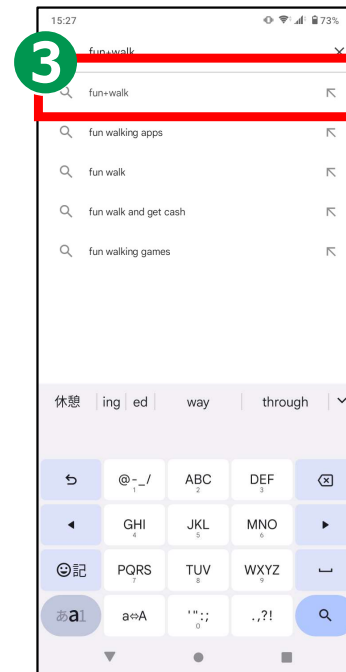 15:27 73%
3
fun+walk
fun+walk
fun walking apps
fun walk
fun walk and get cash
fun walking games
休憩 ing ed way through
@-_/ ABC DEF
1 2 3
GHI JKL MNO
4 5 6
☺記 PQRS TUV WXYZ
7 8 9
あa1 a⇔A '":; .,?!
0